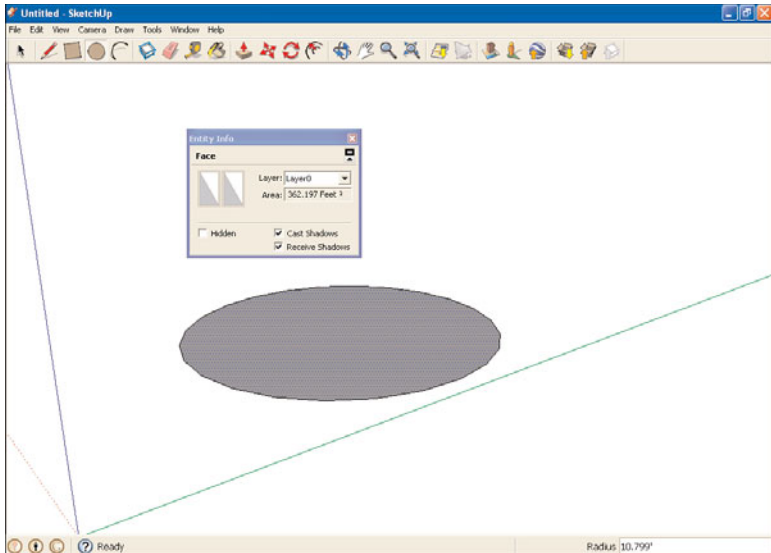 Untitled - SketchUp
File Edit View Camera Draw Tools Window Help
Entity Info
Face
Layer: Layer0
Area: 362.197 Feet ²
Hidden
Cast Shadows
Receive Shadows
Ready
Radius 10.799'